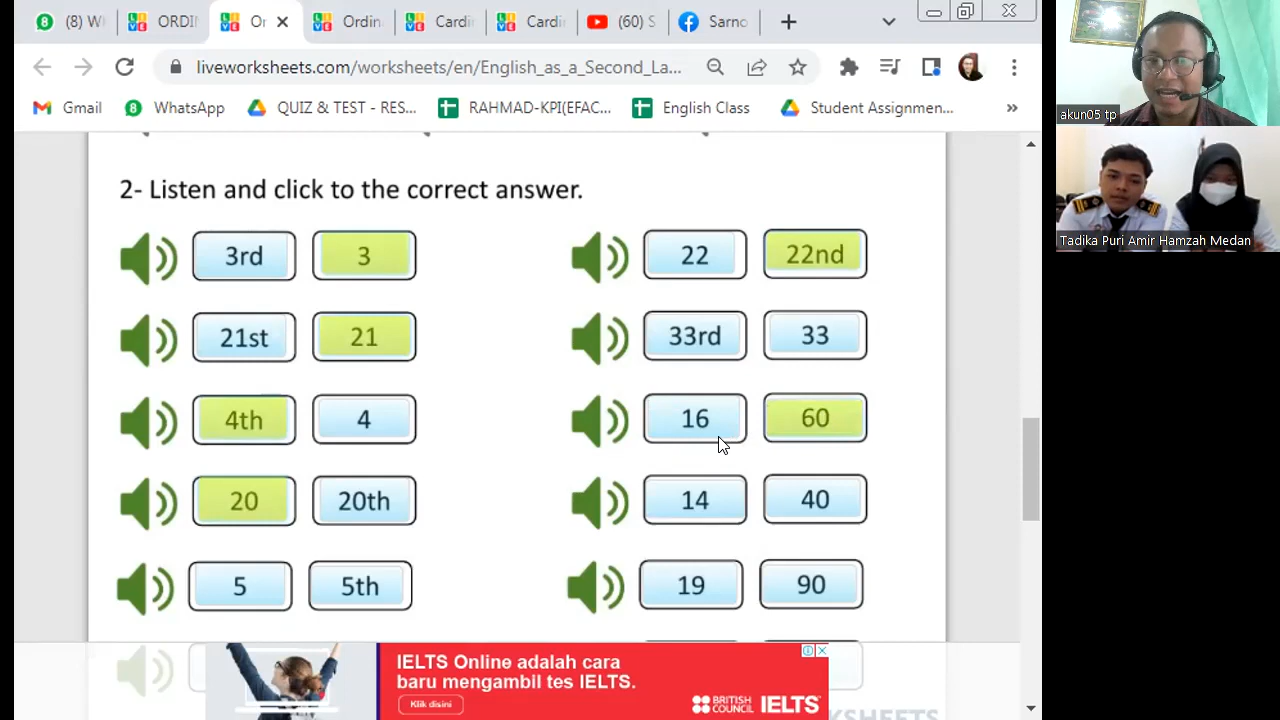 (8) W
ORDIN
Or
Ordin
Cardi
Cardi
(60) S
Sarno
liveworksheets.com/worksheets/en/English_as_a_Second_La...
Gmail
WhatsApp
QUIZ & TEST - RES...
RAHMAD-KPI(EFAC...
English Class
Student Assignmen...
»
akun05 tp
Tadika Puri Amir Hamzah Medan
2- Listen and click to the correct answer.
3rd 3 22 22nd
21st 21 33rd 33
4th 4 16 60
20 20th 14 40
5 5th 19 90
IELTS Online adalah cara
baru mengambil tes IELTS.
Klik disini
BRITISH
COUNCIL
IELTS